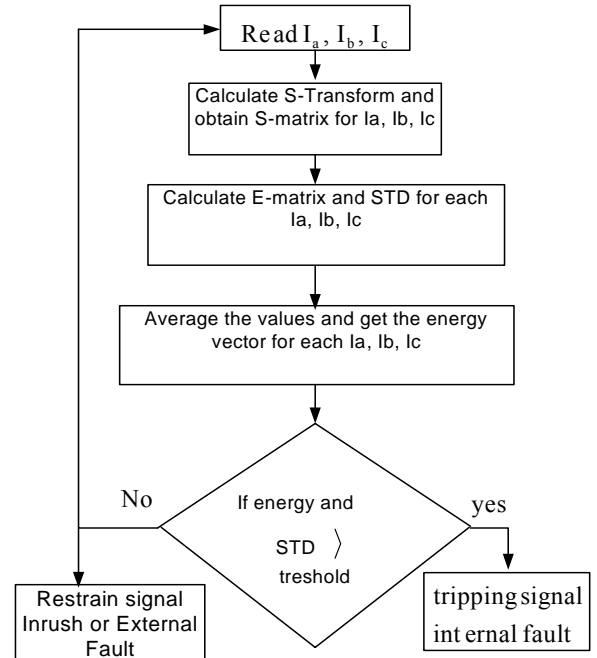 Read Ia, Ib, Ic
Calculate S-Transform and
obtain S-matrix for Ia, Ib, Ic
Calculate E-matrix and STD for each
Ia, Ib, Ic
Average the values and get the energy
vector for each Ia, Ib, Ic
No
If energy and
yes
STD 〉
treshold
Restrain signal
Inrush or External
Fault
tripping signal
int ernal fault